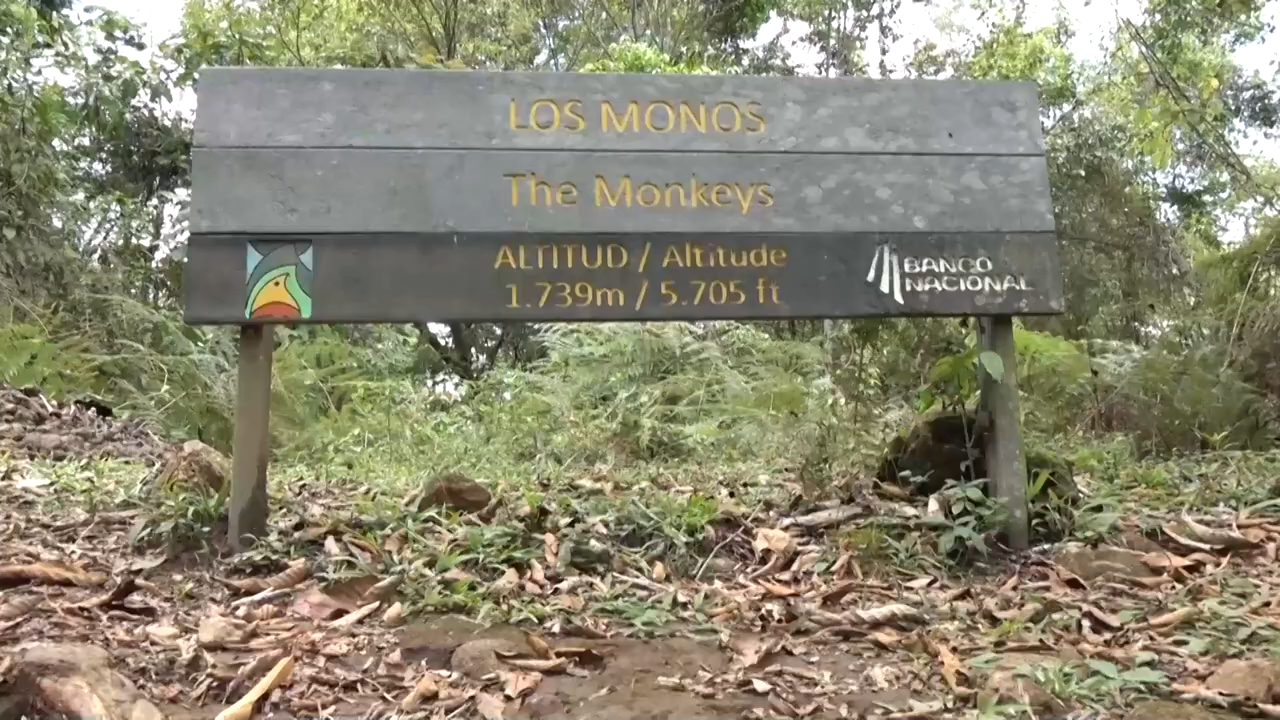 LOS MONOS
The Monkeys
ALTITUD / Altitude
1.739m / 5.705 ft
BANCO
NACIONAL